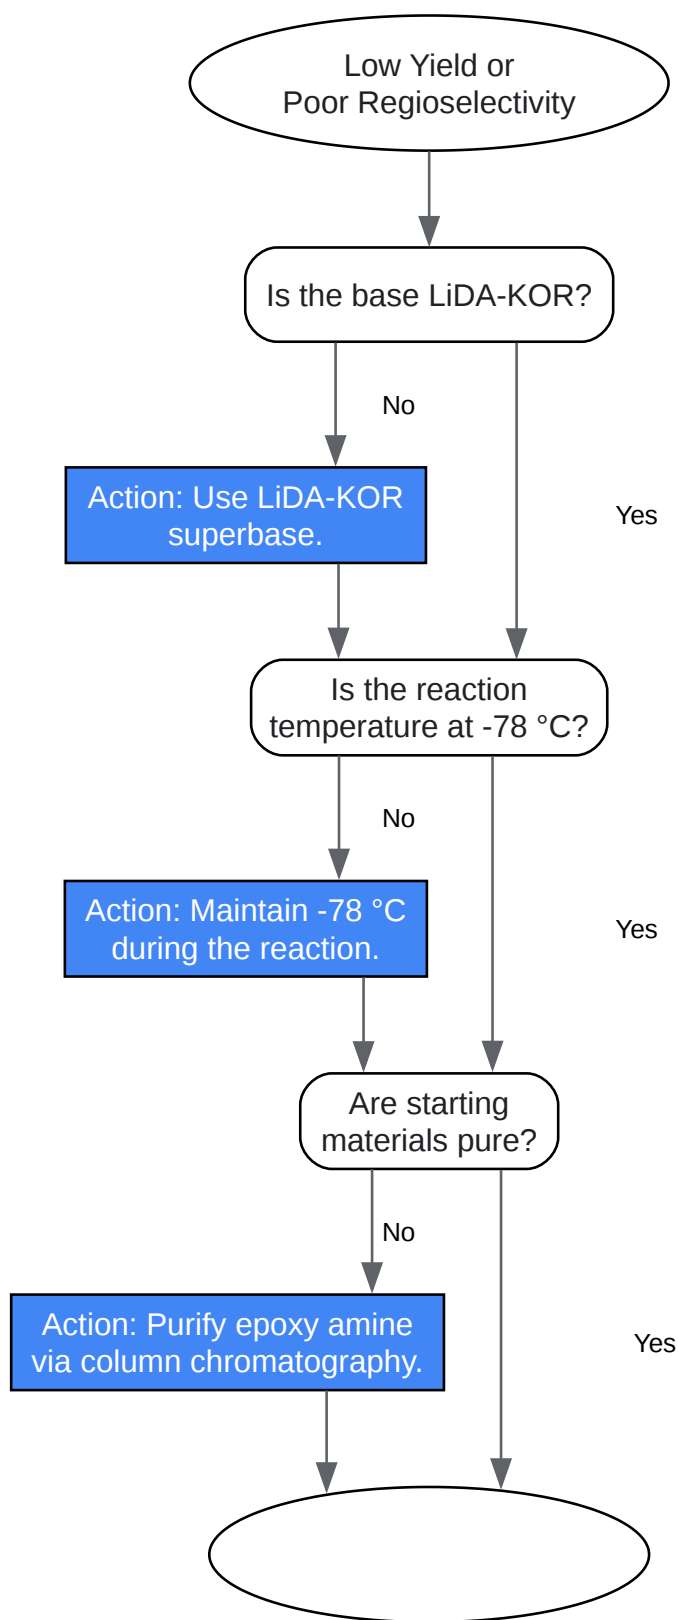 Low Yield or
Poor Regioselectivity
Is the base LiDA-KOR?
No
Action: Use LiDA-KOR
superbase.
Yes
Is the reaction
temperature at -78 °C?
No
Action: Maintain -78 °C
during the reaction.
Yes
Are starting
materials pure?
No
Action: Purify epoxy amine
via column chromatography.
Yes